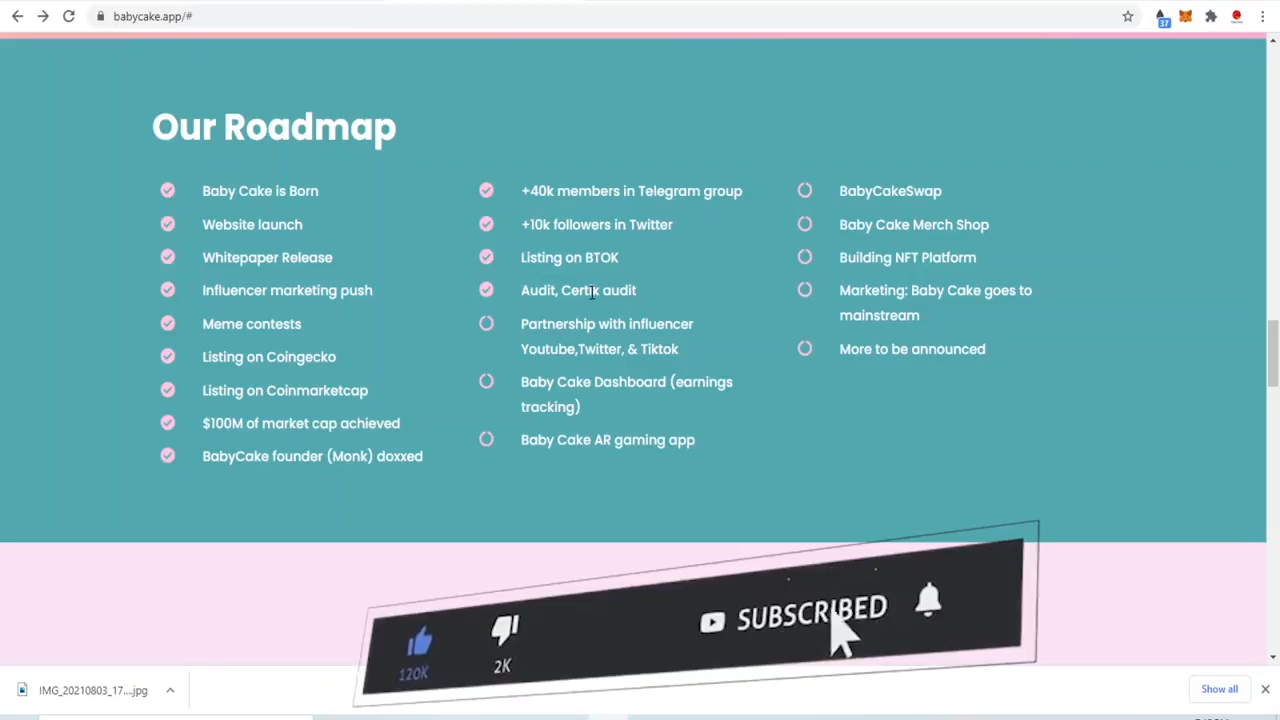 babycake.app/#
37
Our Roadmap
Baby Cake is Born
Website launch
Whitepaper Release
Influencer marketing push
Meme contests
Listing on Coingecko
Listing on Coinmarketcap
$100M of market cap achieved
BabyCake founder (Monk) doxxed
+40k members in Telegram group
+10k followers in Twitter
Listing on BTOK
Audit, Certik audit
Partnership with influencer
Youtube,Twitter, & Tiktok
Baby Cake Dashboard (earnings
tracking)
Baby Cake AR gaming app
BabyCakeSwap
Baby Cake Merch Shop
Building NFT Platform
Marketing: Baby Cake goes to
mainstream
More to be announced
120K
2K
SUBSCRIBED
IMG_20210803_17....jpg
Show all